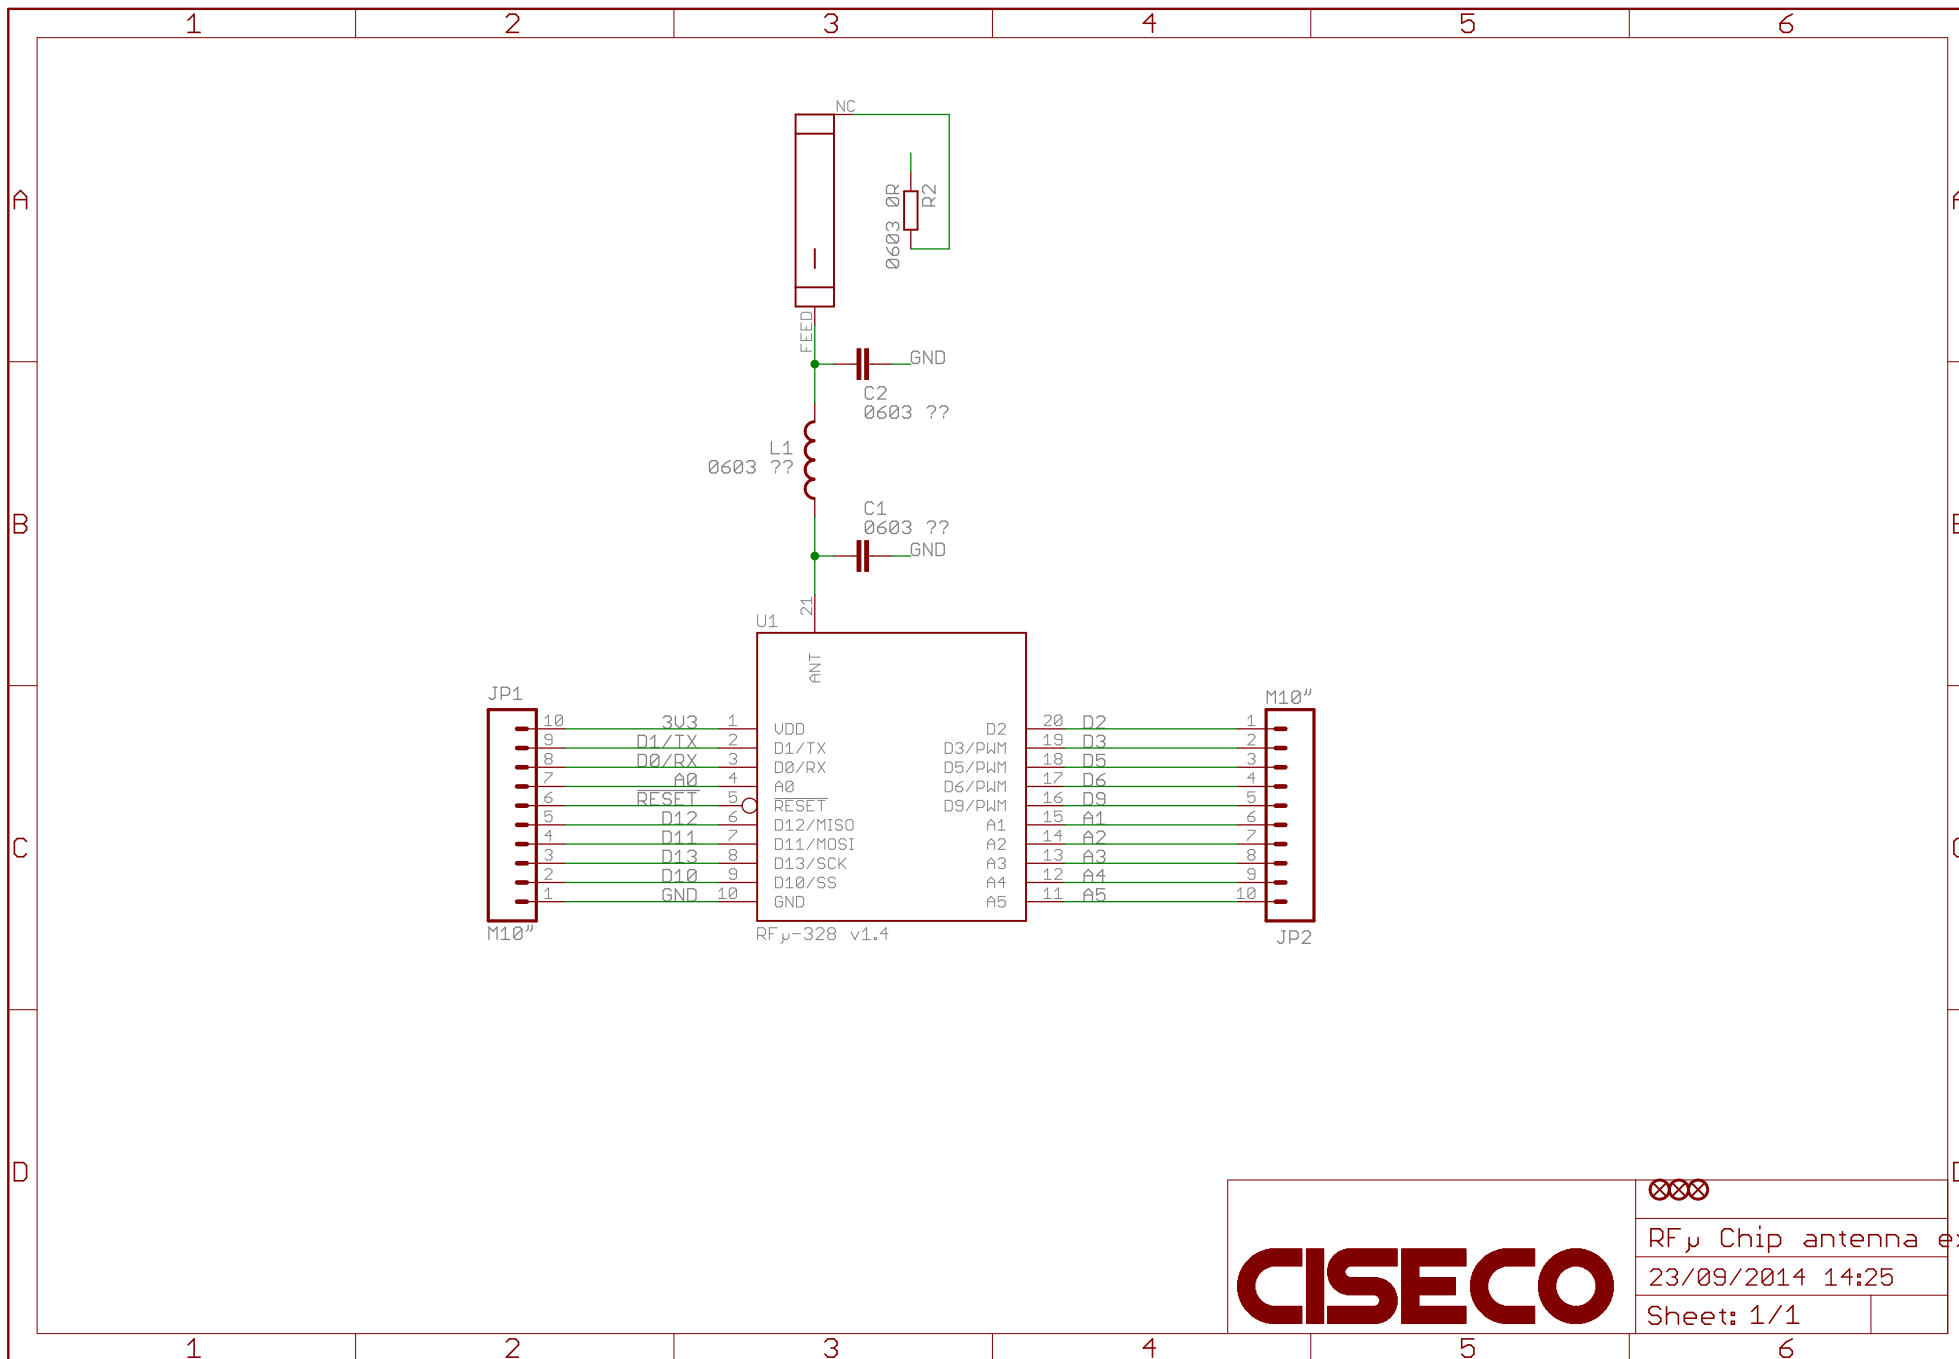 1 2 3 4 5 6
A
B
C
D
NC
0603 0R
R2
FEED
GND
C2
0603 ??
L1
0603 ??
C1
0603 ??
GND
21
U1
ANT
JP1
10 3V3 1 VDD
9 D1/TX 2 D1/TX
8 D0/RX 3 D0/RX
7 A0 4 A0
6 RESET 5 RESET
5 D12 6 D12/MISO
4 D11 7 D11/MOSI
3 D13 8 D13/SCK
2 D10 9 D10/SS
1 GND 10 GND
M10"
RFµ-328 v1.4
M10"
D2 20 D2 1
D3/PWM 19 D3 2
D5/PWM 18 D5 3
D6/PWM 17 D6 4
D9/PWM 16 D9 5
A1 15 A1 6
A2 14 A2 7
A3 13 A3 8
A4 12 A4 9
A5 11 A5 10
JP2
CISECO
RFµ Chip antenna ex
23/09/2014 14:25
Sheet: 1/1
1 2 3 4 5 6